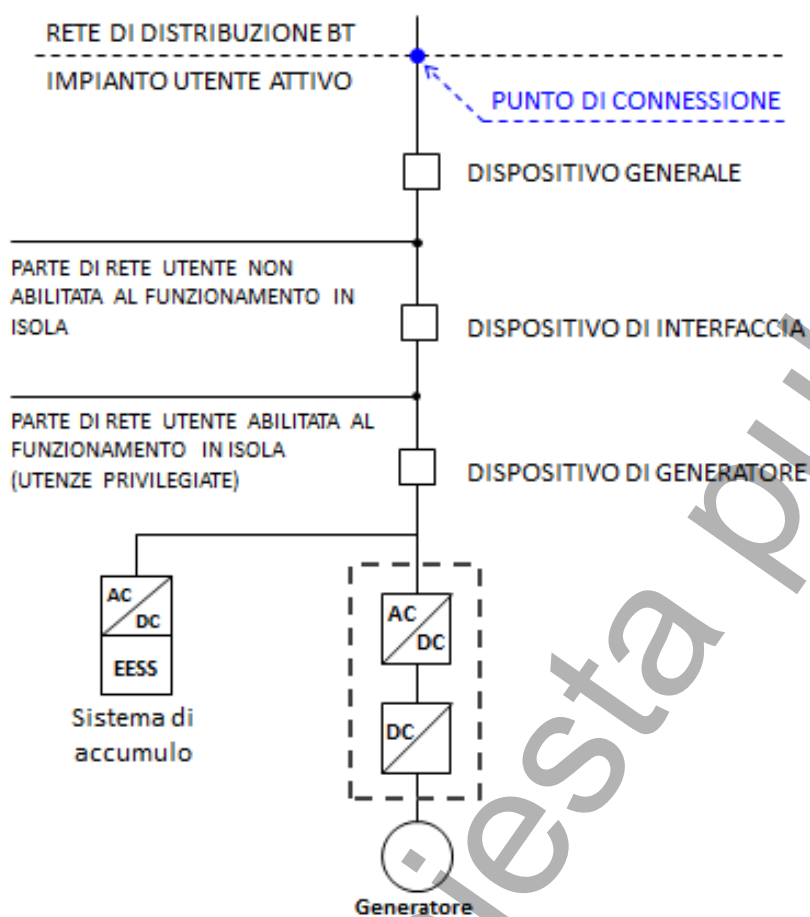 RETE DI DISTRIBUZIONE BT
IMPIANTO UTENTE ATTIVO
PUNTO DI CONNESSIONE
DISPOSITIVO GENERALE
PARTE DI RETE UTENTE NON
ABILITATA AL FUNZIONAMENTO IN
ISOLA
DISPOSITIVO DI INTERFACCIA
PARTE DI RETE UTENTE ABILITATA AL
FUNZIONAMENTO IN ISOLA
(UTENZE PRIVILEGIATE)
DISPOSITIVO DI GENERATORE
AC
DC
EESS
Sistema di
accumulo
AC
DC
DC
Generatore
iesta pu